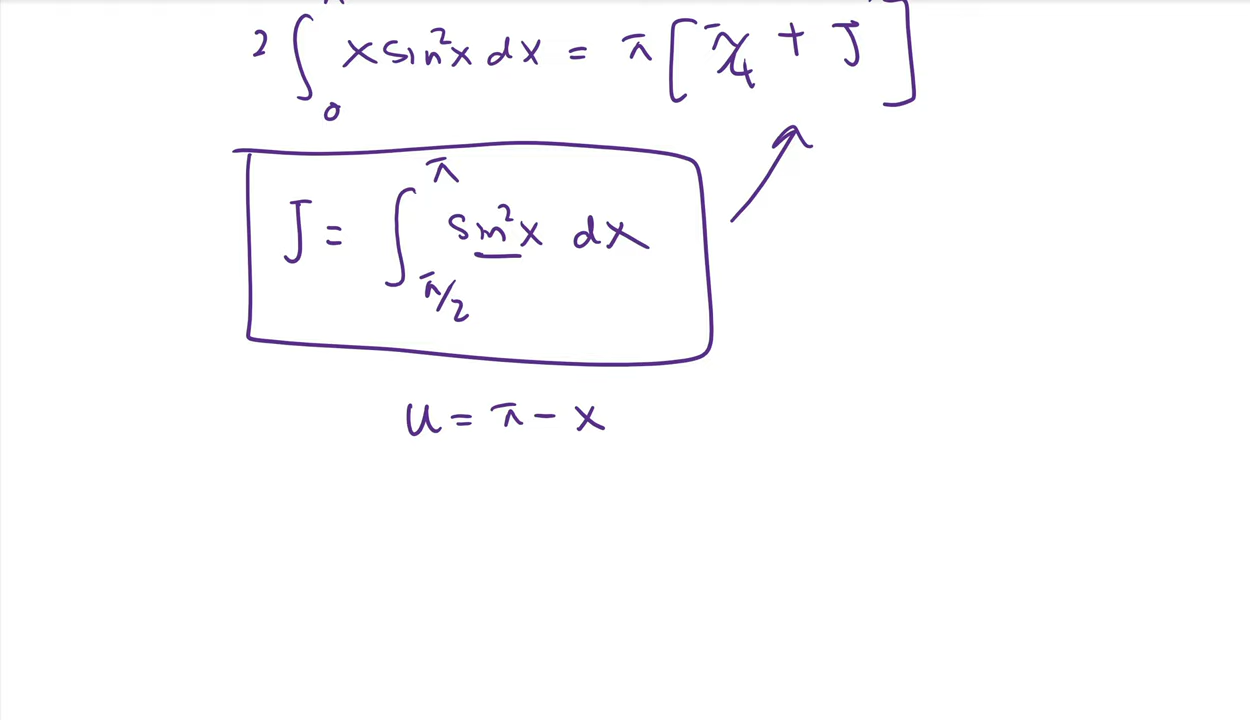 2 ∫₀^π x sin²x dx = π [ π/4 + J ]
J = ∫_{π/2}^{π} sin²x dx
u = π − x